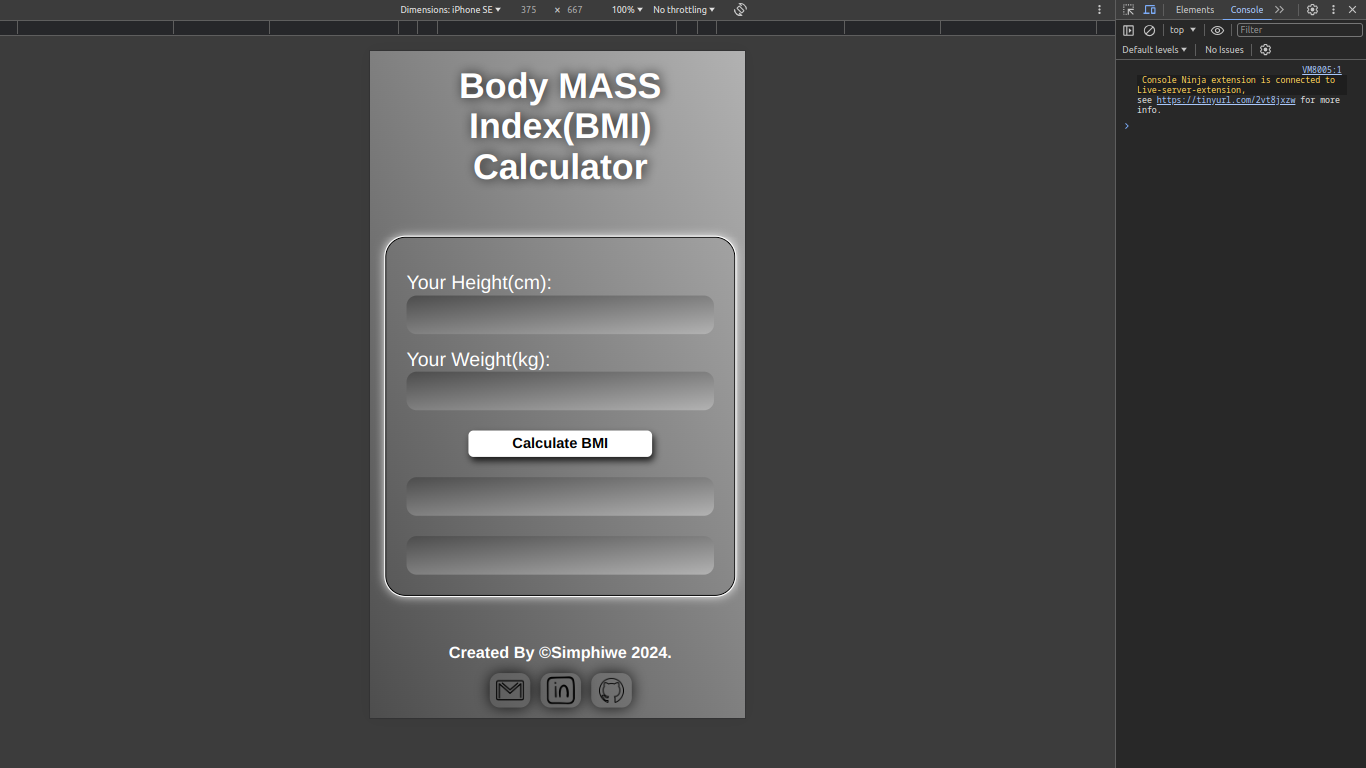 Dimensions: iPhone SE 375 × 667 100% No throttling
Elements Console
top Filter
Default levels No Issues
VM8005:1
Console Ninja extension is connected to
Live-server-extension,
see https://tinyurl.com/2vt8jxzw for more
info.
Body MASS
Index(BMI)
Calculator
Your Height(cm):
Your Weight(kg):
Calculate BMI
Created By ©Simphiwe 2024.
in